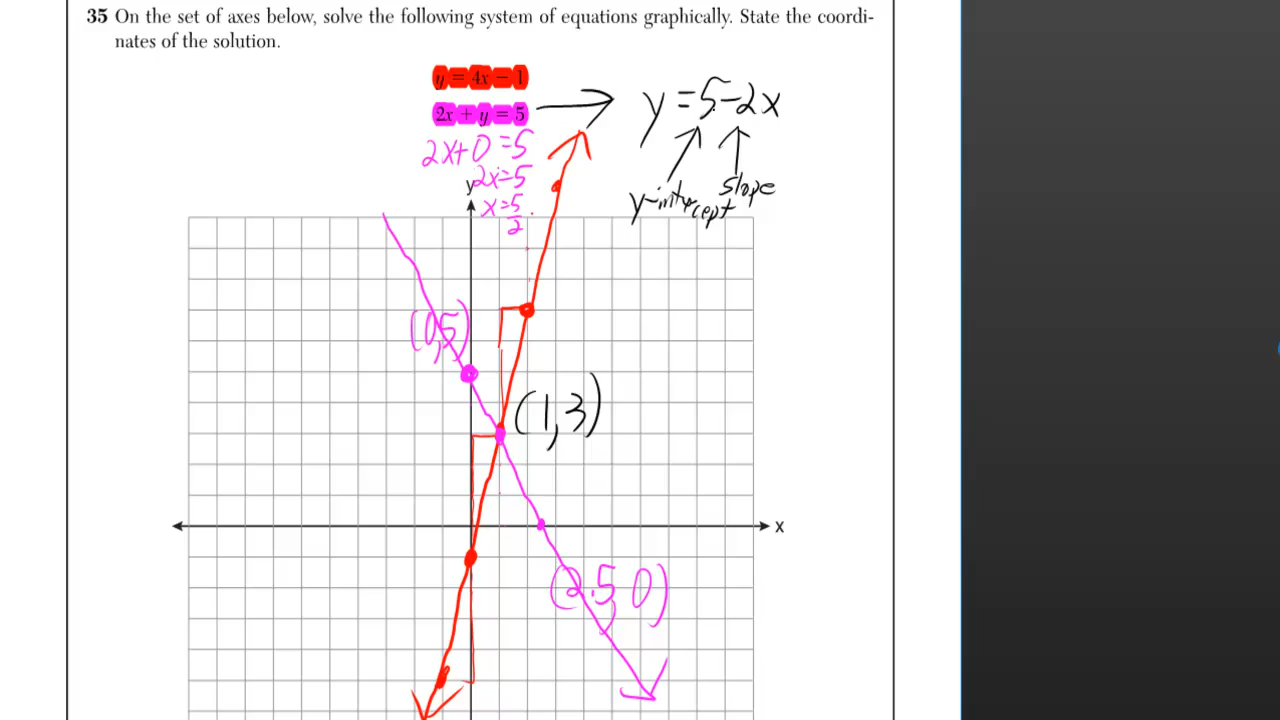 35 On the set of axes below, solve the following system of equations graphically. State the coordi-
nates of the solution.
y = 4x − 1
2x + y = 5
y = 5-2x
2x+0=5
2x=5
x=5/2
y-intercept
slope
y
(0,5)
(1,3)
x
(2.5,0)